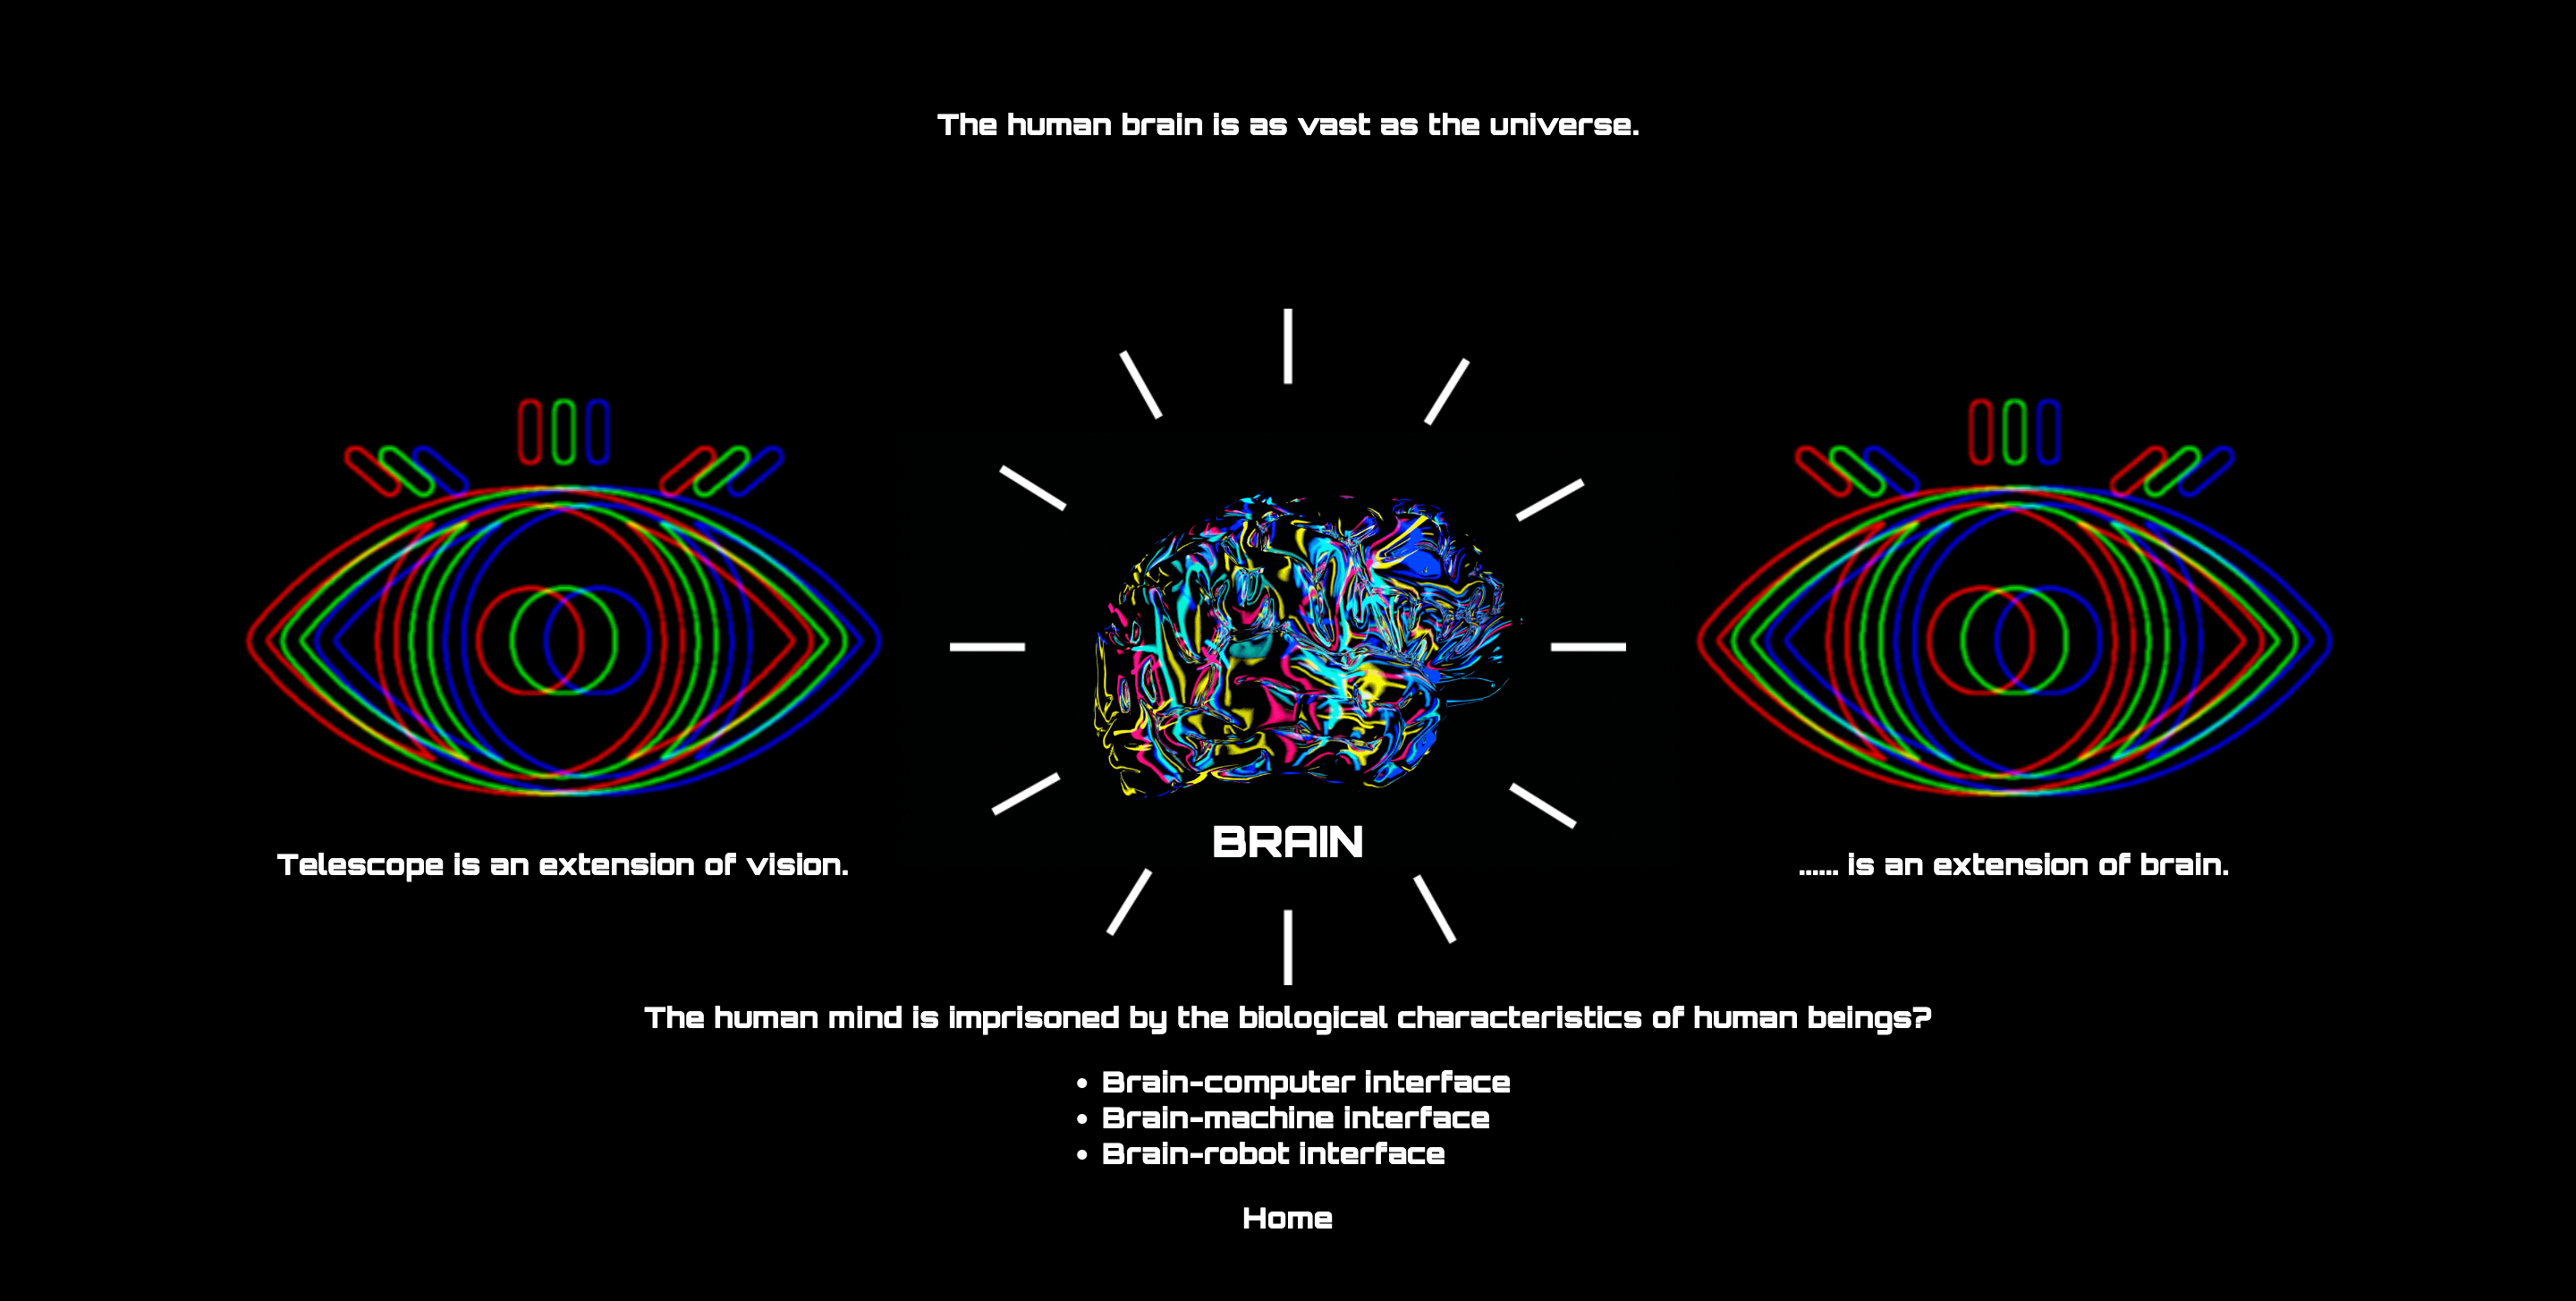 The human brain is as vast as the universe.
BRAIN
Telescope is an extension of vision.
...... is an extension of brain.
The human mind is imprisoned by the biological characteristics of human beings?
• Brain-computer interface
• Brain-machine interface
• Brain-robot interface
Home